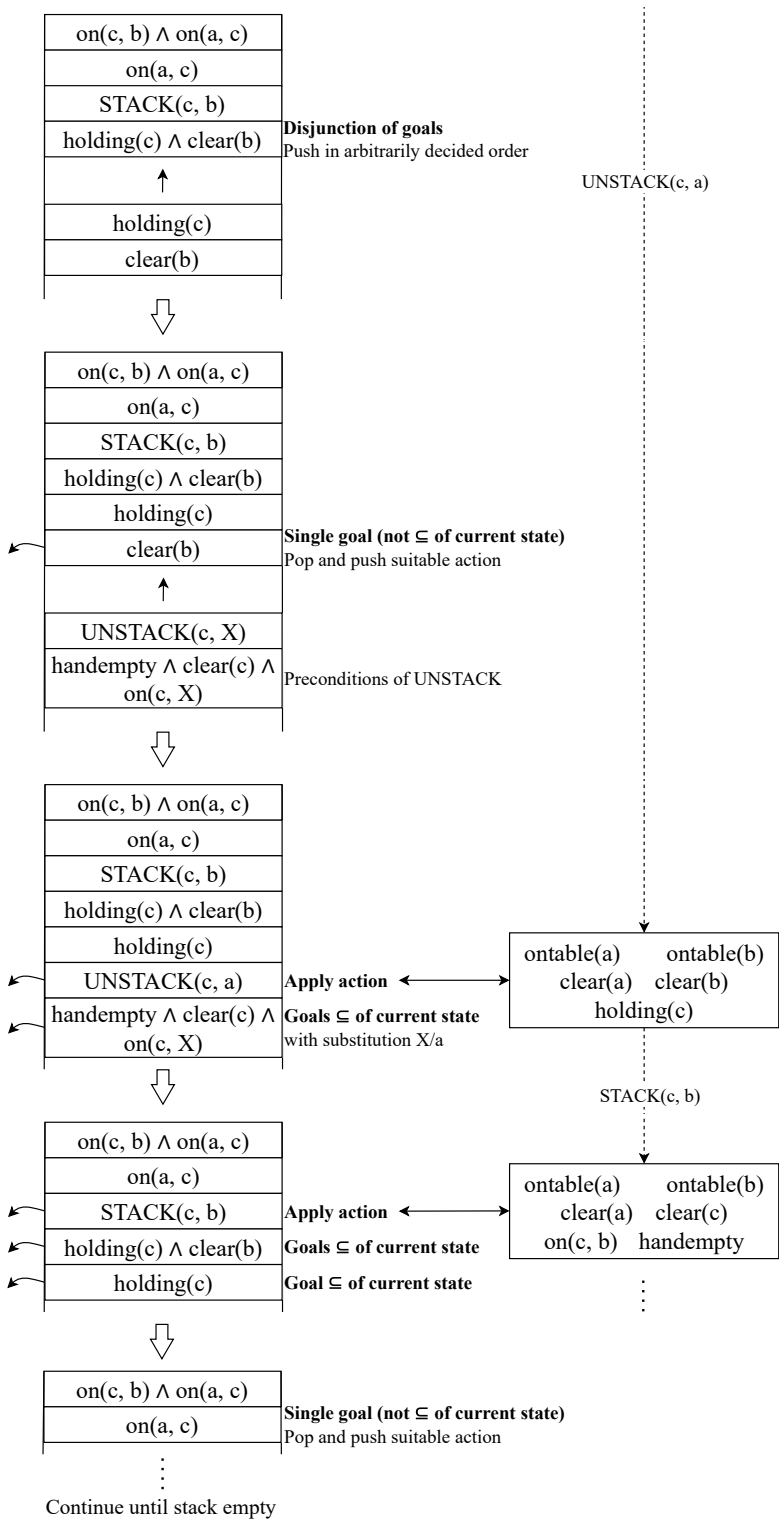 on(c, b) ∧ on(a, c)
on(a, c)
STACK(c, b)
holding(c) ∧ clear(b)
Disjunction of goals
Push in arbitrarily decided order
UNSTACK(c, a)
holding(c)
clear(b)
on(c, b) ∧ on(a, c)
on(a, c)
STACK(c, b)
holding(c) ∧ clear(b)
holding(c)
clear(b)
Single goal (not ⊆ of current state)
Pop and push suitable action
UNSTACK(c, X)
handempty ∧ clear(c) ∧
on(c, X)
Preconditions of UNSTACK
on(c, b) ∧ on(a, c)
on(a, c)
STACK(c, b)
holding(c) ∧ clear(b)
holding(c)
UNSTACK(c, a)
Apply action
handempty ∧ clear(c) ∧
on(c, X)
Goals ⊆ of current state
with substitution X/a
ontable(a) ontable(b)
clear(a) clear(b)
holding(c)
STACK(c, b)
on(c, b) ∧ on(a, c)
on(a, c)
STACK(c, b)
Apply action
holding(c) ∧ clear(b)
Goals ⊆ of current state
holding(c)
Goal ⊆ of current state
ontable(a) ontable(b)
clear(a) clear(c)
on(c, b) handempty
on(c, b) ∧ on(a, c)
on(a, c)
Single goal (not ⊆ of current state)
Pop and push suitable action
Continue until stack empty